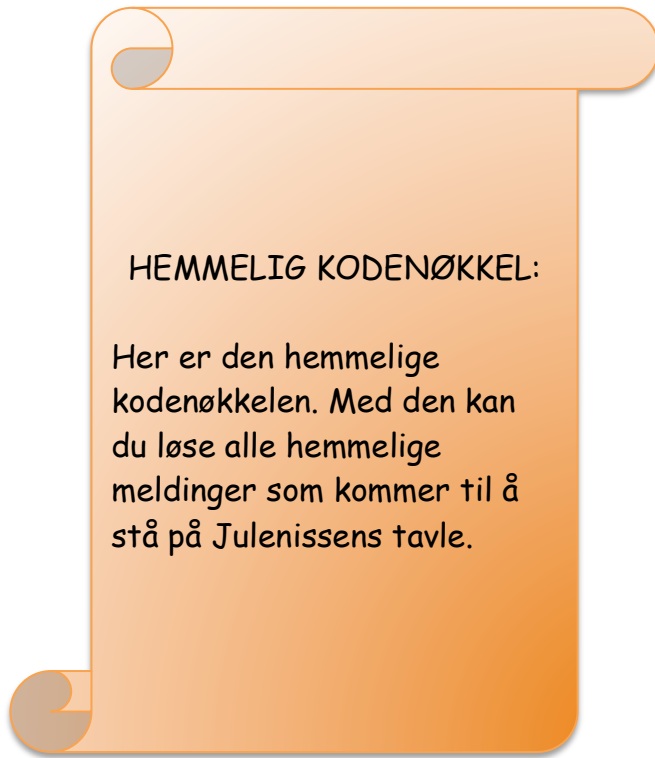 HEMMELIG KODENØKKEL:
Her er den hemmelige
kodenøkkelen. Med den kan
du løse alle hemmelige
meldinger som kommer til å
stå på Julenissens tavle.